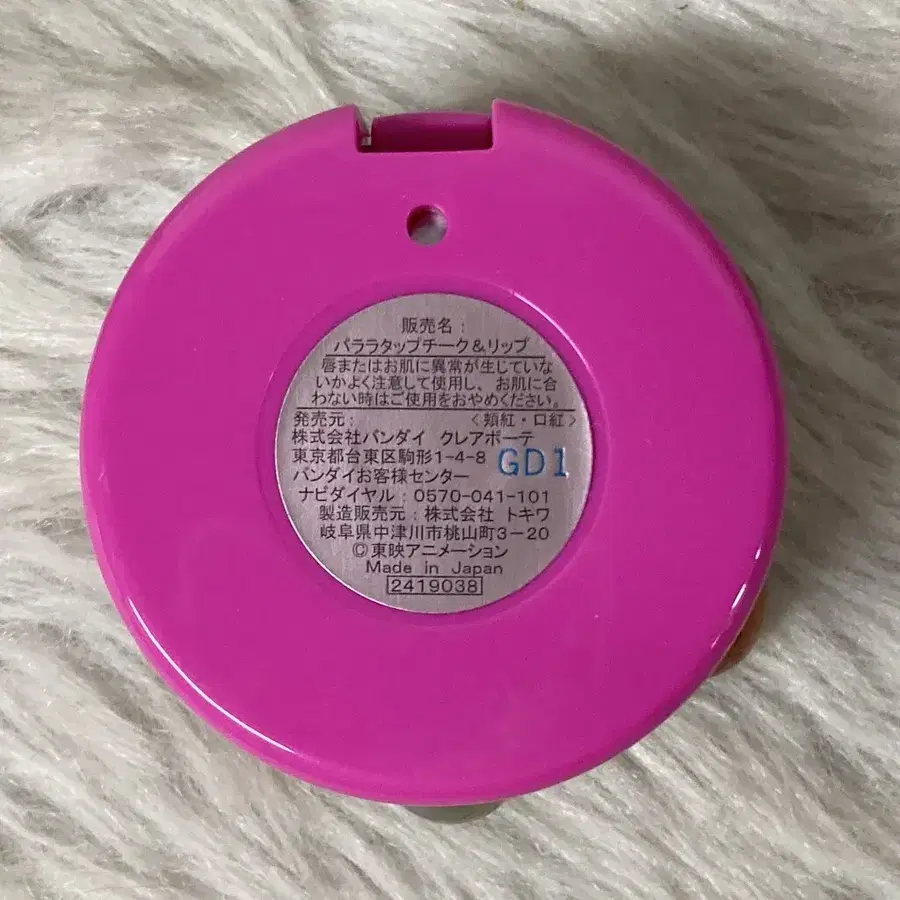 販売名:
パララタップチーク&リップ
唇またはお肌に異常が生じていな
いかよく注意して使用し、お肌に合
わない時はご使用をおやめください。
発売元: <頬紅・口紅>
株式会社バンダイ クレアボーテ
東京都台東区駒形1-4-8 GD1
バンダイお客様センター
ナビダイヤル:0570-041-101
製造販売元:株式会社 トキワ
岐阜県中津川市桃山町3-20
©東映アニメーション
Made in Japan
2419038